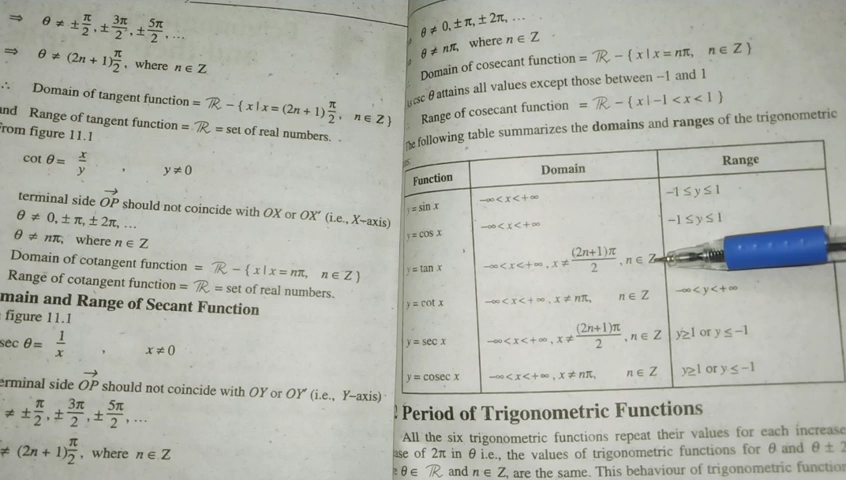 ⇒ θ ≠ ± π/2, ± 3π/2, ± 5π/2, ...
⇒ θ ≠ (2n + 1) π/2, where n ∈ Z
∴ Domain of tangent function = ℛ − { x | x = (2n + 1) π/2, n ∈ Z }
and Range of tangent function = ℛ = set of real numbers.
From figure 11.1
cot θ = x/y , y ≠ 0
terminal side OP→ should not coincide with OX or OX′ (i.e., X–axis)
θ ≠ 0, ± π, ± 2π, ...
θ ≠ nπ, where n ∈ Z
Domain of cotangent function = ℛ − { x | x = nπ, n ∈ Z }
Range of cotangent function = ℛ = set of real numbers.
main and Range of Secant Function
figure 11.1
sec θ = 1/x , x ≠ 0
erminal side OP→ should not coincide with OY or OY′ (i.e., Y–axis)
≠ ± π/2, ± 3π/2, ± 5π/2, ...
≠ (2n + 1) π/2, where n ∈ Z
θ ≠ 0, ± π, ± 2π, ...
θ ≠ nπ, where n ∈ Z
Domain of cosecant function = ℛ − { x | x = nπ, n ∈ Z }
As csc θ attains all values except those between −1 and 1
Range of cosecant function = ℛ − { x | −1 < x < 1 }
The following table summarizes the domains and ranges of the trigonometric
Function Domain Range
y = sin x −∞ < x < +∞ −1 ≤ y ≤ 1
y = cos x −∞ < x < +∞ −1 ≤ y ≤ 1
y = tan x −∞ < x < +∞ , x ≠ (2n+1)π/2 , n ∈ Z
y = cot x −∞ < x < +∞ , x ≠ nπ, n ∈ Z −∞ < y < +∞
y = sec x −∞ < x < +∞ , x ≠ (2n+1)π/2 , n ∈ Z y ≥ 1 or y ≤ −1
y = cosec x −∞ < x < +∞ , x ≠ nπ, n ∈ Z y ≥ 1 or y ≤ −1
2 Period of Trigonometric Functions
All the six trigonometric functions repeat their values for each increase
ase of 2π in θ i.e., the values of trigonometric functions for θ and θ ± 2
e θ ∈ ℛ and n ∈ Z, are the same. This behaviour of trigonometric function